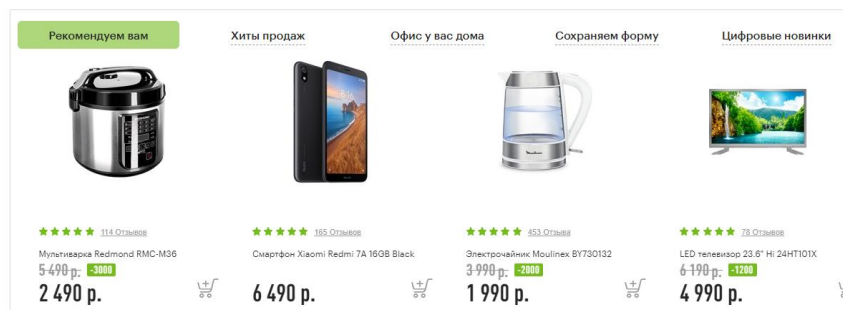 Рекомендуем вам
Хиты продаж
Офис у вас дома
Сохраняем форму
Цифровые новинки
114 Отзывов
Мультиварка Redmond RMC-M36
5 490 р. -3000
2 490 р.
165 Отзывов
Смартфон Xiaomi Redmi 7A 16GB Black
6 490 р.
453 Отзыва
Электрочайник Moulinex BY730132
3 990 р. -2000
1 990 р.
78 Отзывов
LED телевизор 23.6" Hi 24HT101X
6 190 р. -1200
4 990 р.